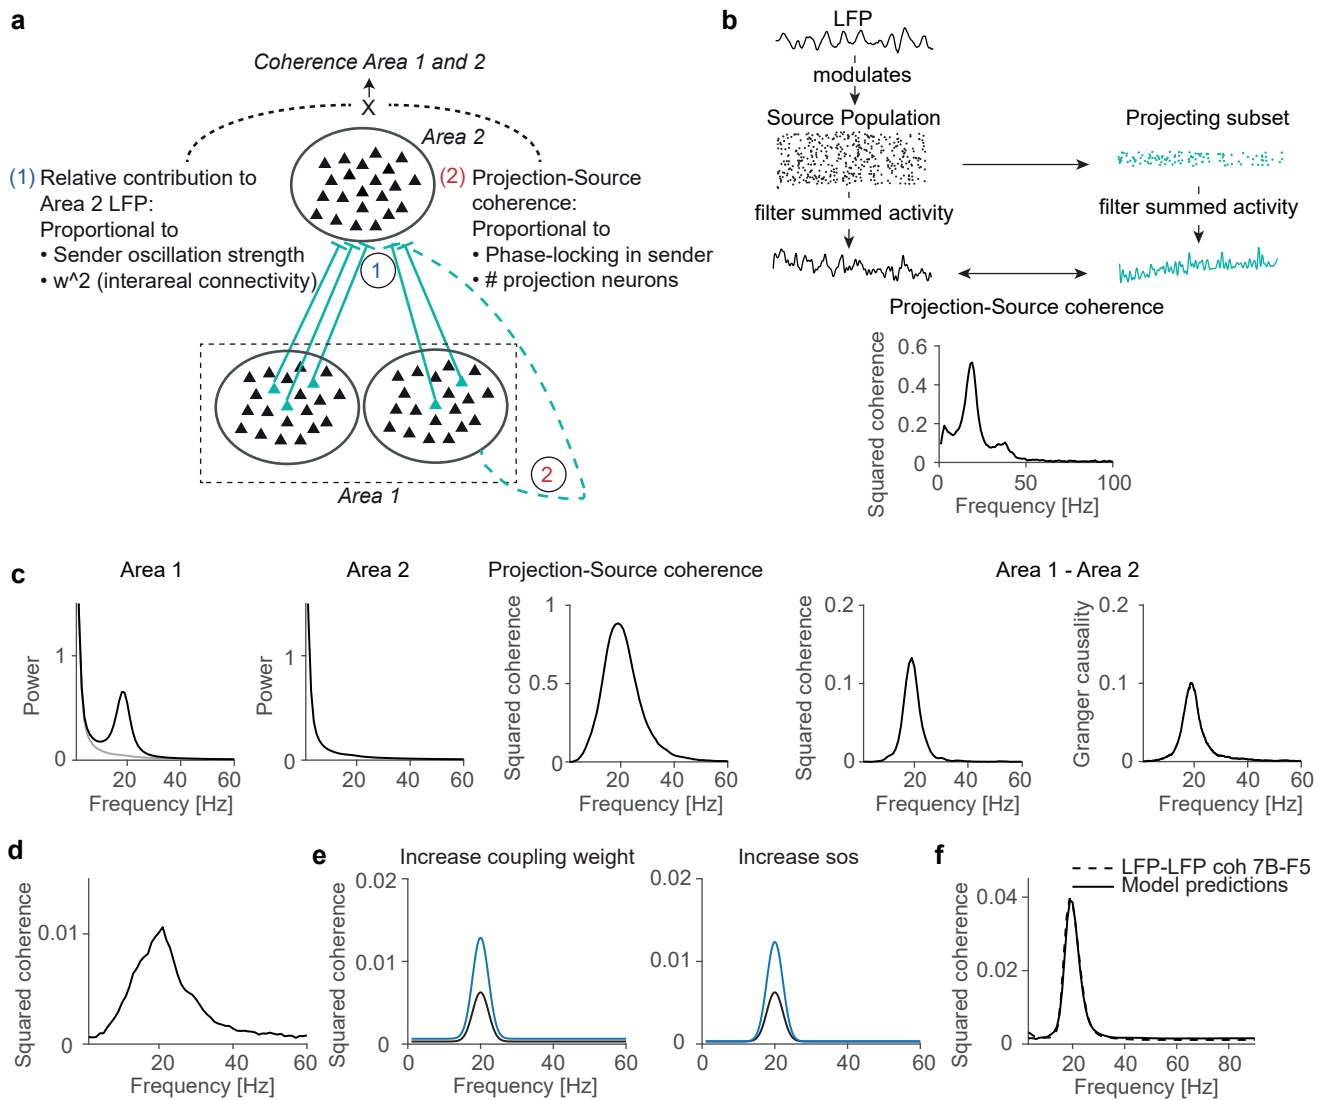 a
Coherence Area 1 and 2
X
Area 2
(1) Relative contribution to
Area 2 LFP:
Proportional to
• Sender oscillation strength
• w^2 (interareal connectivity)
(2) Projection-Source
coherence:
Proportional to
• Phase-locking in sender
• # projection neurons
1
2
Area 1
b
LFP
modulates
Source Population
Projecting subset
filter summed activity
filter summed activity
Projection-Source coherence
Squared coherence
0.6
0.4
0.2
0
0 50 100
Frequency [Hz]
c
Area 1
Power
1
0
20 40 60
Frequency [Hz]
Area 2
Power
1
0
20 40 60
Frequency [Hz]
Projection-Source coherence
Squared coherence
1
0.5
0
20 40 60
Frequency [Hz]
Area 1 - Area 2
Squared coherence
0.2
0.1
0
20 40 60
Frequency [Hz]
Granger causality
0.2
0.1
0
20 40 60
Frequency [Hz]
d
Squared coherence
0.01
0
20 40 60
Frequency [Hz]
e
Increase coupling weight
Squared coherence
0.02
0.01
0
0 20 40 60
Frequency [Hz]
Increase sos
0.02
0.01
0
0 20 40 60
Frequency [Hz]
f
LFP-LFP coh 7B-F5
Model predictions
Squared coherence
0.04
0.02
0
20 40 60 80
Frequency [Hz]